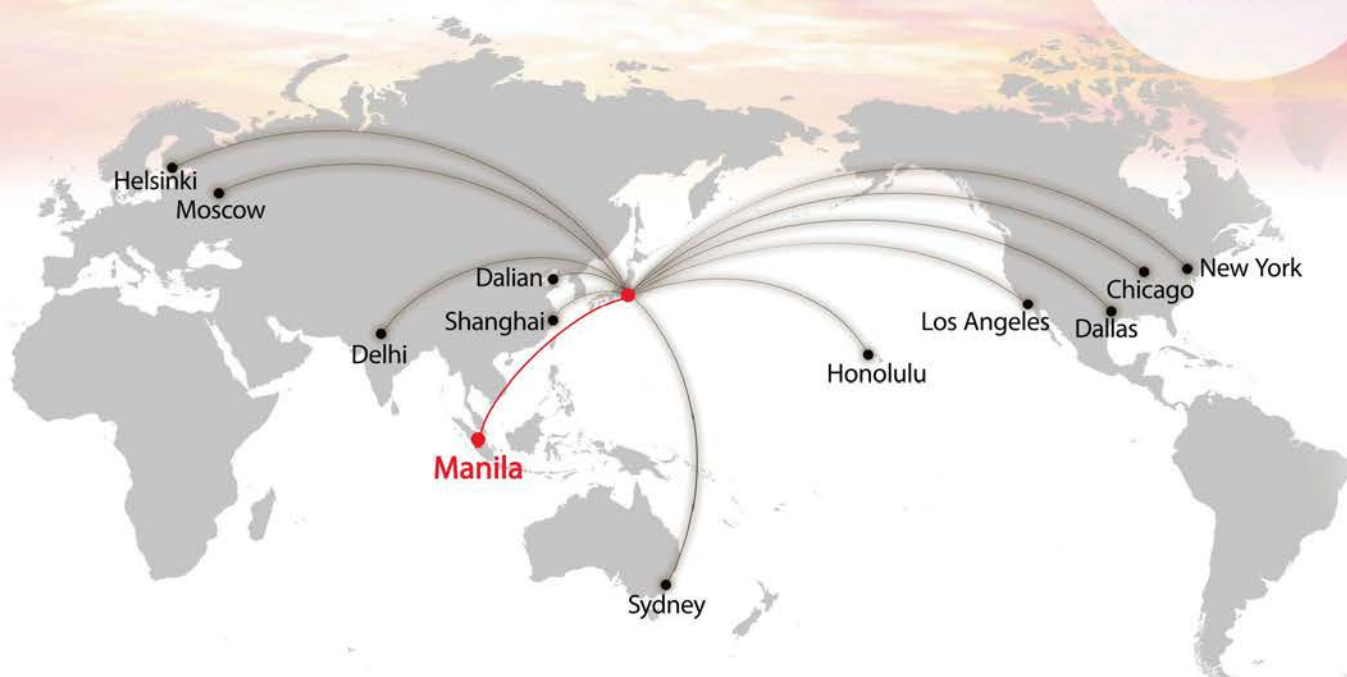 Helsinki
Moscow
Dalian
Shanghai
Delhi
Manila
Sydney
Honolulu
Los Angeles
Dallas
Chicago
New York